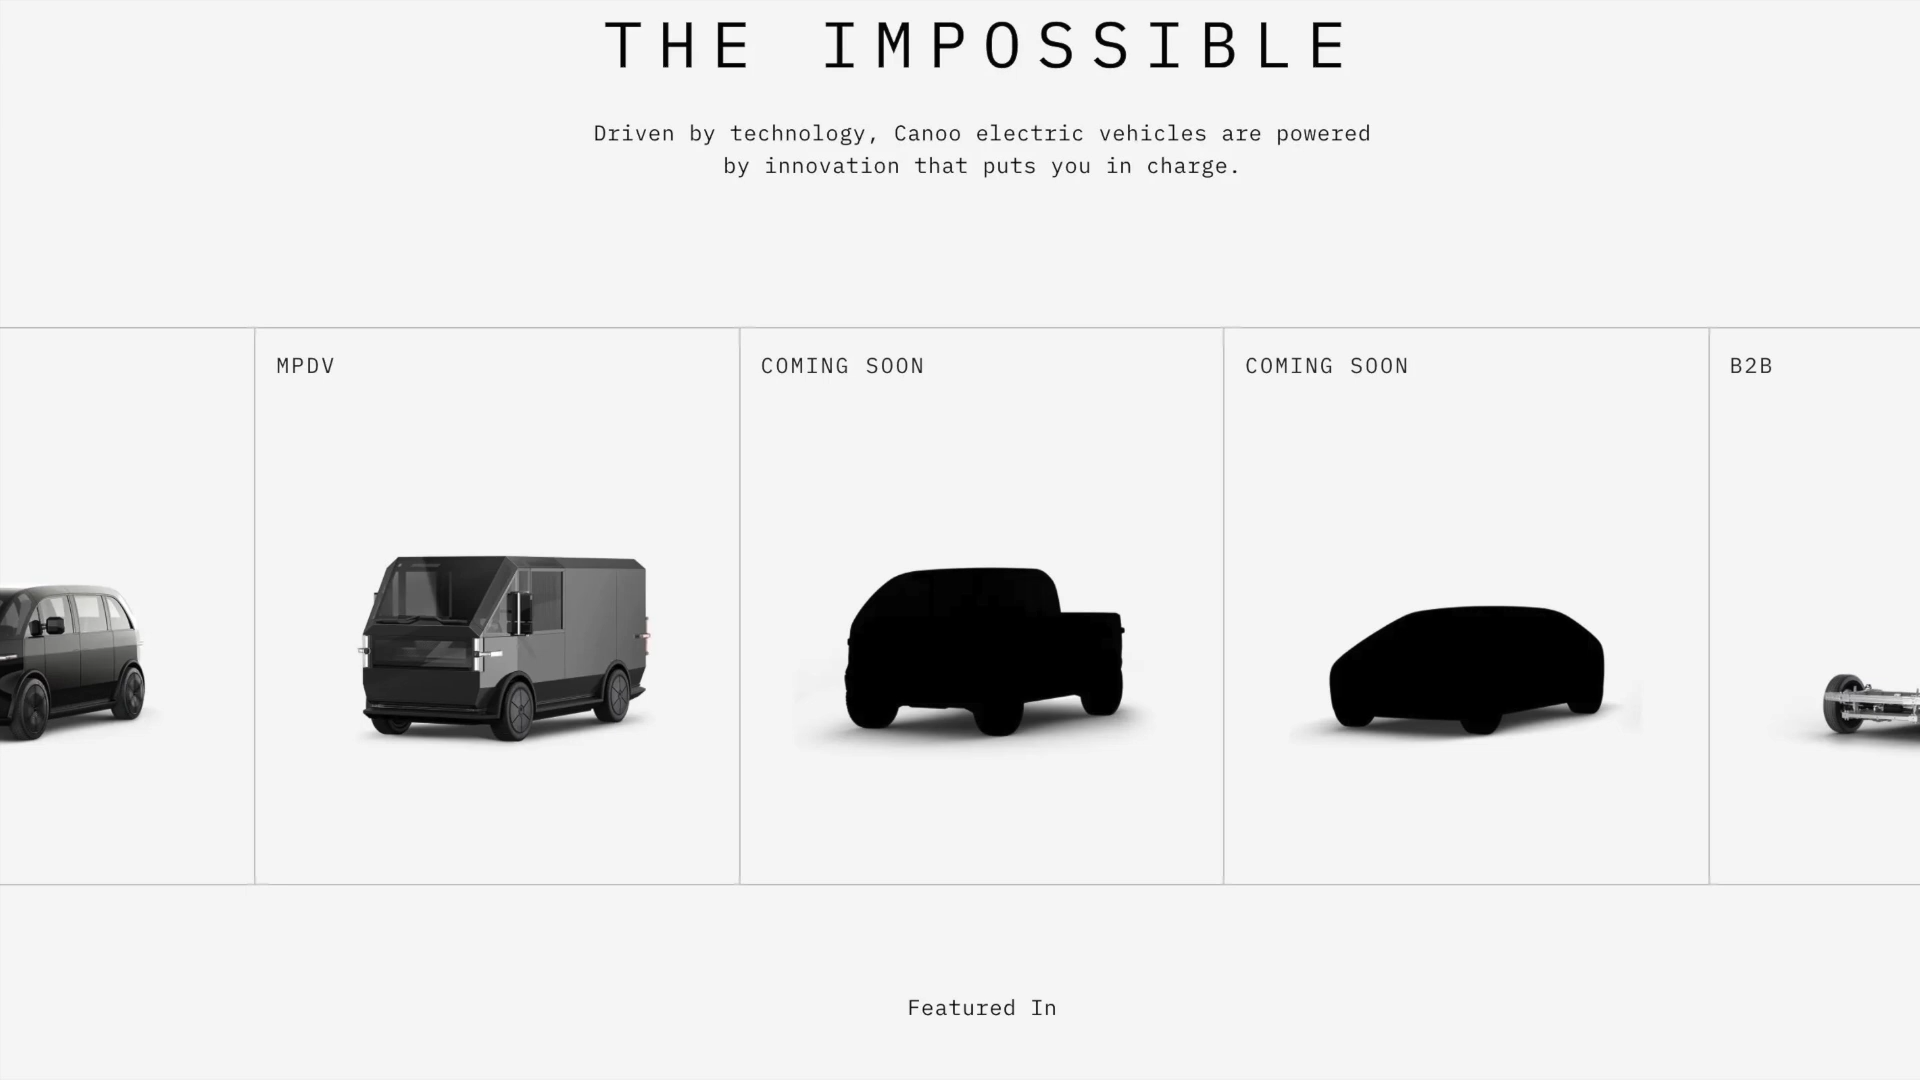 THE IMPOSSIBLE
Driven by technology, Canoo electric vehicles are powered
by innovation that puts you in charge.
MPDV
COMING SOON
COMING SOON
B2B
Featured In